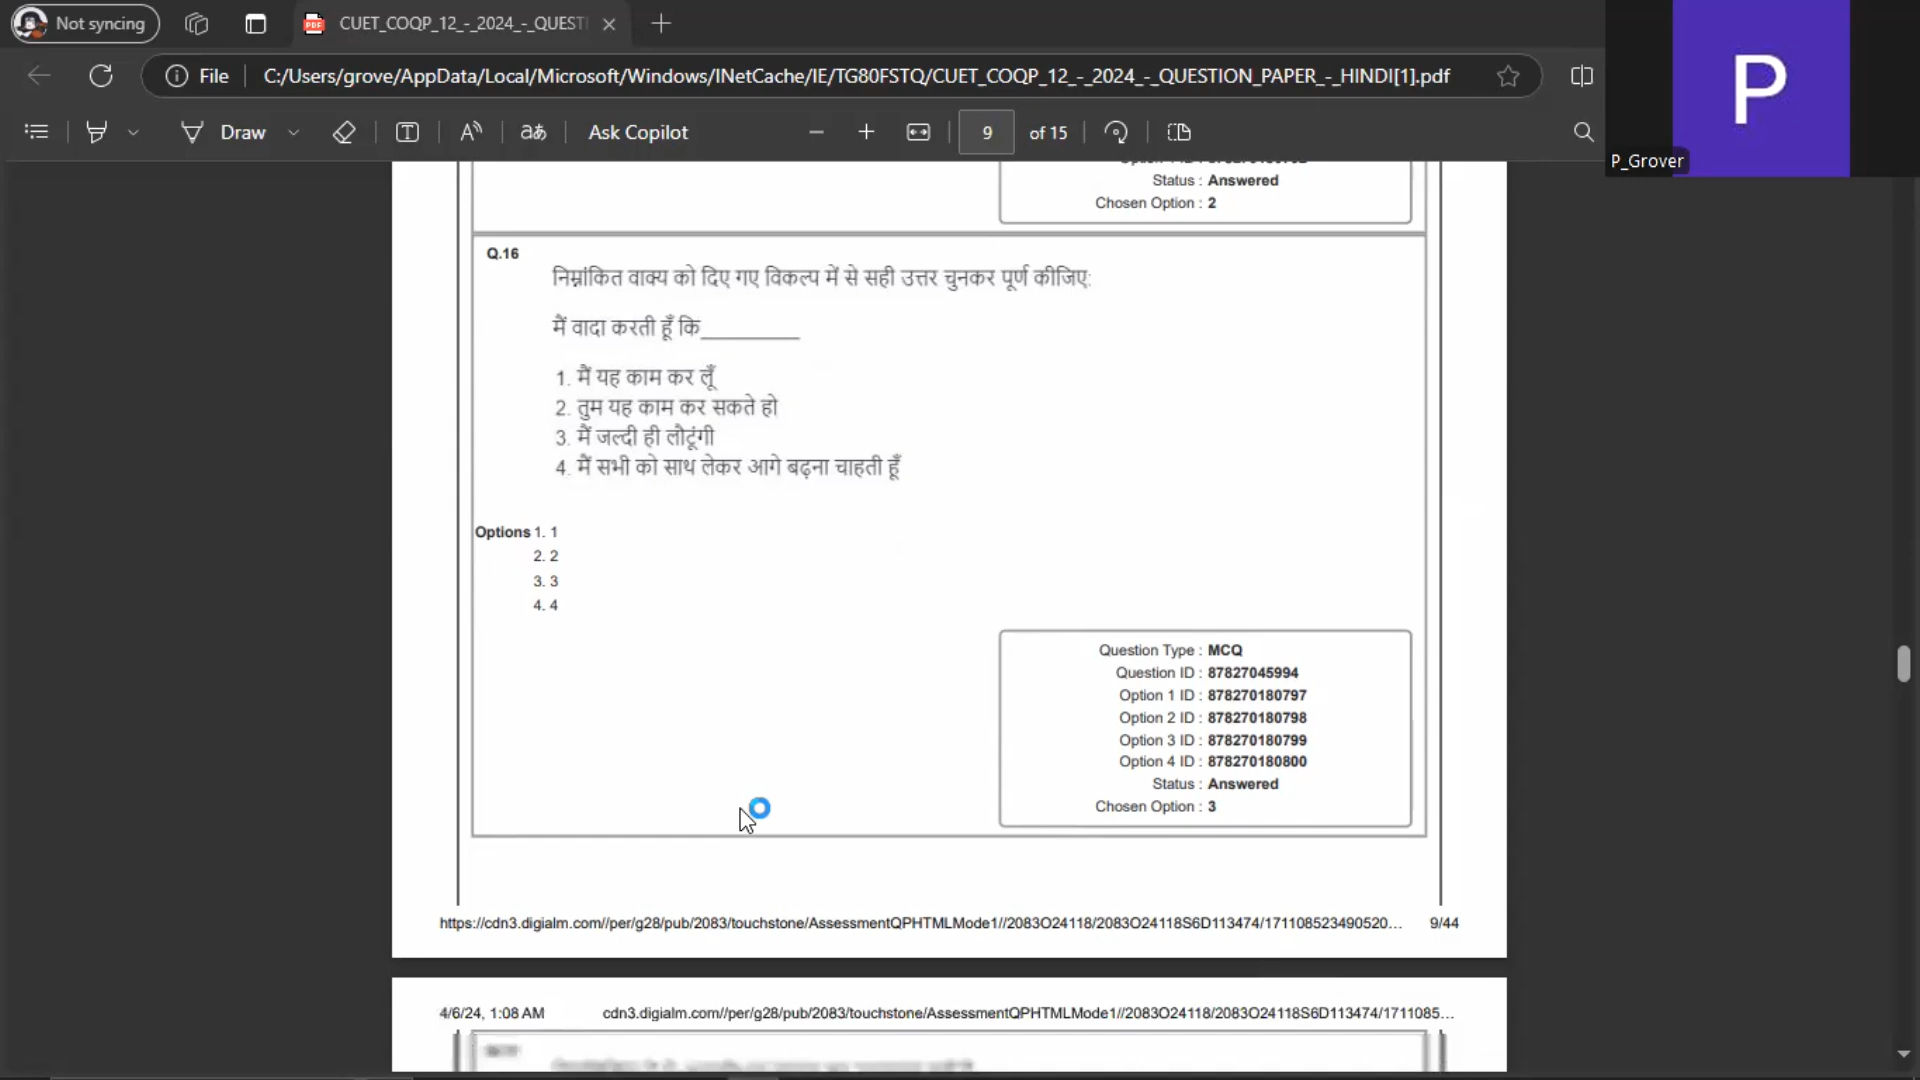 Not syncing
CUET_COQP_12_-_2024_-_QUESTI
File C:/Users/grove/AppData/Local/Microsoft/Windows/INetCache/IE/TG80FSTQ/CUET_COQP_12_-_2024_-_QUESTION_PAPER_-_HINDI[1].pdf
Draw
Ask Copilot
9 of 15
P
P_Grover
Status : Answered
Chosen Option : 2
Q.16
निम्नांकित वाक्य को दिए गए विकल्प में से सही उत्तर चुनकर पूर्ण कीजिए:
मैं वादा करती हूँ कि__________
1. मैं यह काम कर लूँ
2. तुम यह काम कर सकते हो
3. मैं जल्दी ही लौटूंगी
4. मैं सभी को साथ लेकर आगे बढ़ना चाहती हूँ
Options 1. 1
2. 2
3. 3
4. 4
Question Type : MCQ
Question ID : 87827045994
Option 1 ID : 878270180797
Option 2 ID : 878270180798
Option 3 ID : 878270180799
Option 4 ID : 878270180800
Status : Answered
Chosen Option : 3
https://cdn3.digialm.com//per/g28/pub/2083/touchstone/AssessmentQPHTMLMode1//2083O24118/2083O24118S6D113474/171108523490520... 9/44
4/6/24, 1:08 AM cdn3.digialm.com//per/g28/pub/2083/touchstone/AssessmentQPHTMLMode1//2083O24118/2083O24118S6D113474/1711085...